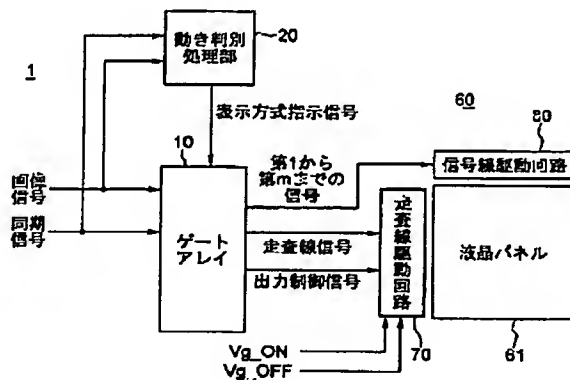 1
動き判別
処理部
20
表示方式指示信号
60
80
10
第1から
第mまでの
信号
信号線駆動回路
画像
信号
同期
信号
ゲート
アレイ
走査線信号
出力制御信号
走査線駆動回路
液晶パネル
Vg_ON
Vg_OFF
70
61